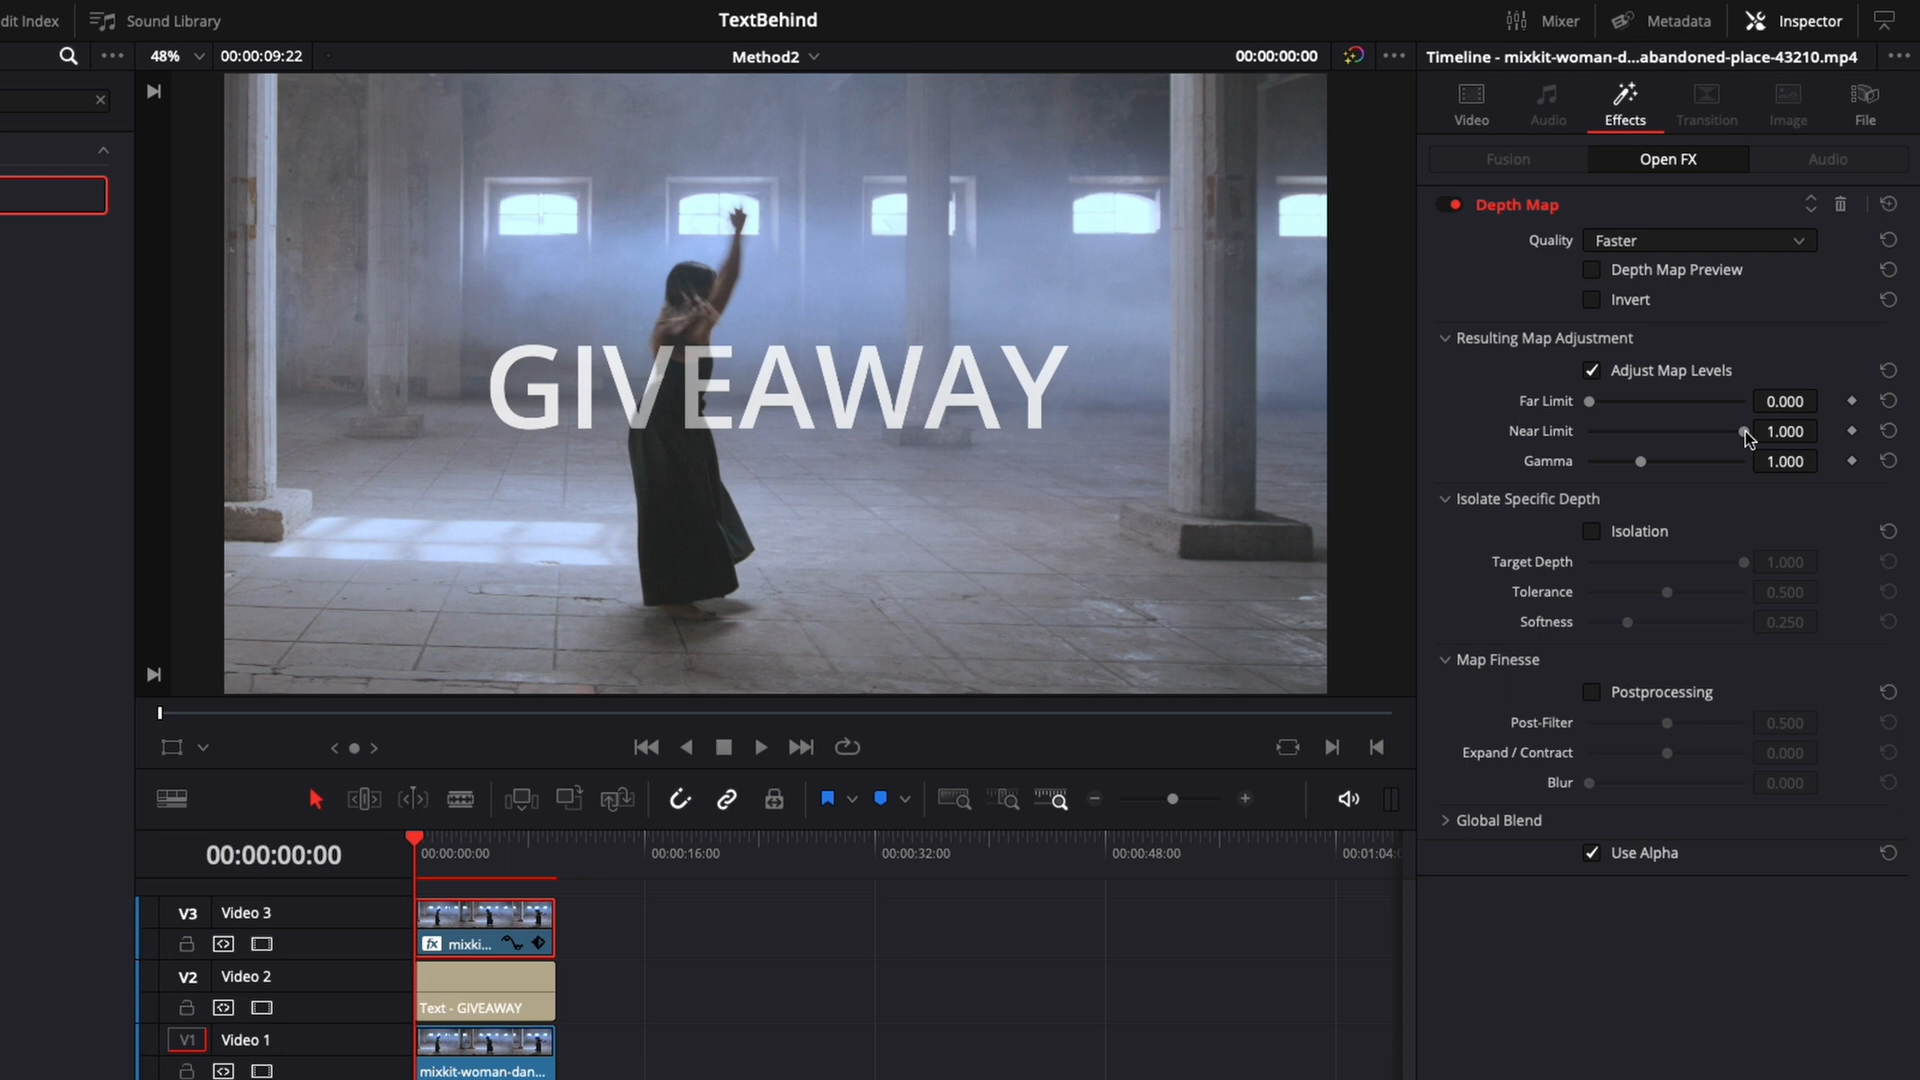 dit Index
Sound Library
TextBehind
Mixer
Metadata
Inspector
48%
00:00:09:22
Method2
00:00:00:00
Timeline - mixkit-woman-d...abandoned-place-43210.mp4
Video
Audio
Effects
Transition
Image
File
Fusion
Open FX
Audio
Depth Map
Quality
Faster
Depth Map Preview
Invert
Resulting Map Adjustment
Adjust Map Levels
Far Limit
0.000
Near Limit
1.000
Gamma
1.000
Isolate Specific Depth
Isolation
Target Depth
1.000
Tolerance
0.500
Softness
0.250
Map Finesse
Postprocessing
Post-Filter
0.500
Expand / Contract
0.000
Blur
0.000
Global Blend
Use Alpha
GIVEAWAY
00:00:00:00
00:00:00:00
00:00:16:00
00:00:32:00
00:00:48:00
00:01:04:
V3
Video 3
fx
mixki...
V2
Video 2
Text - GIVEAWAY
V1
Video 1
mixkit-woman-dan...